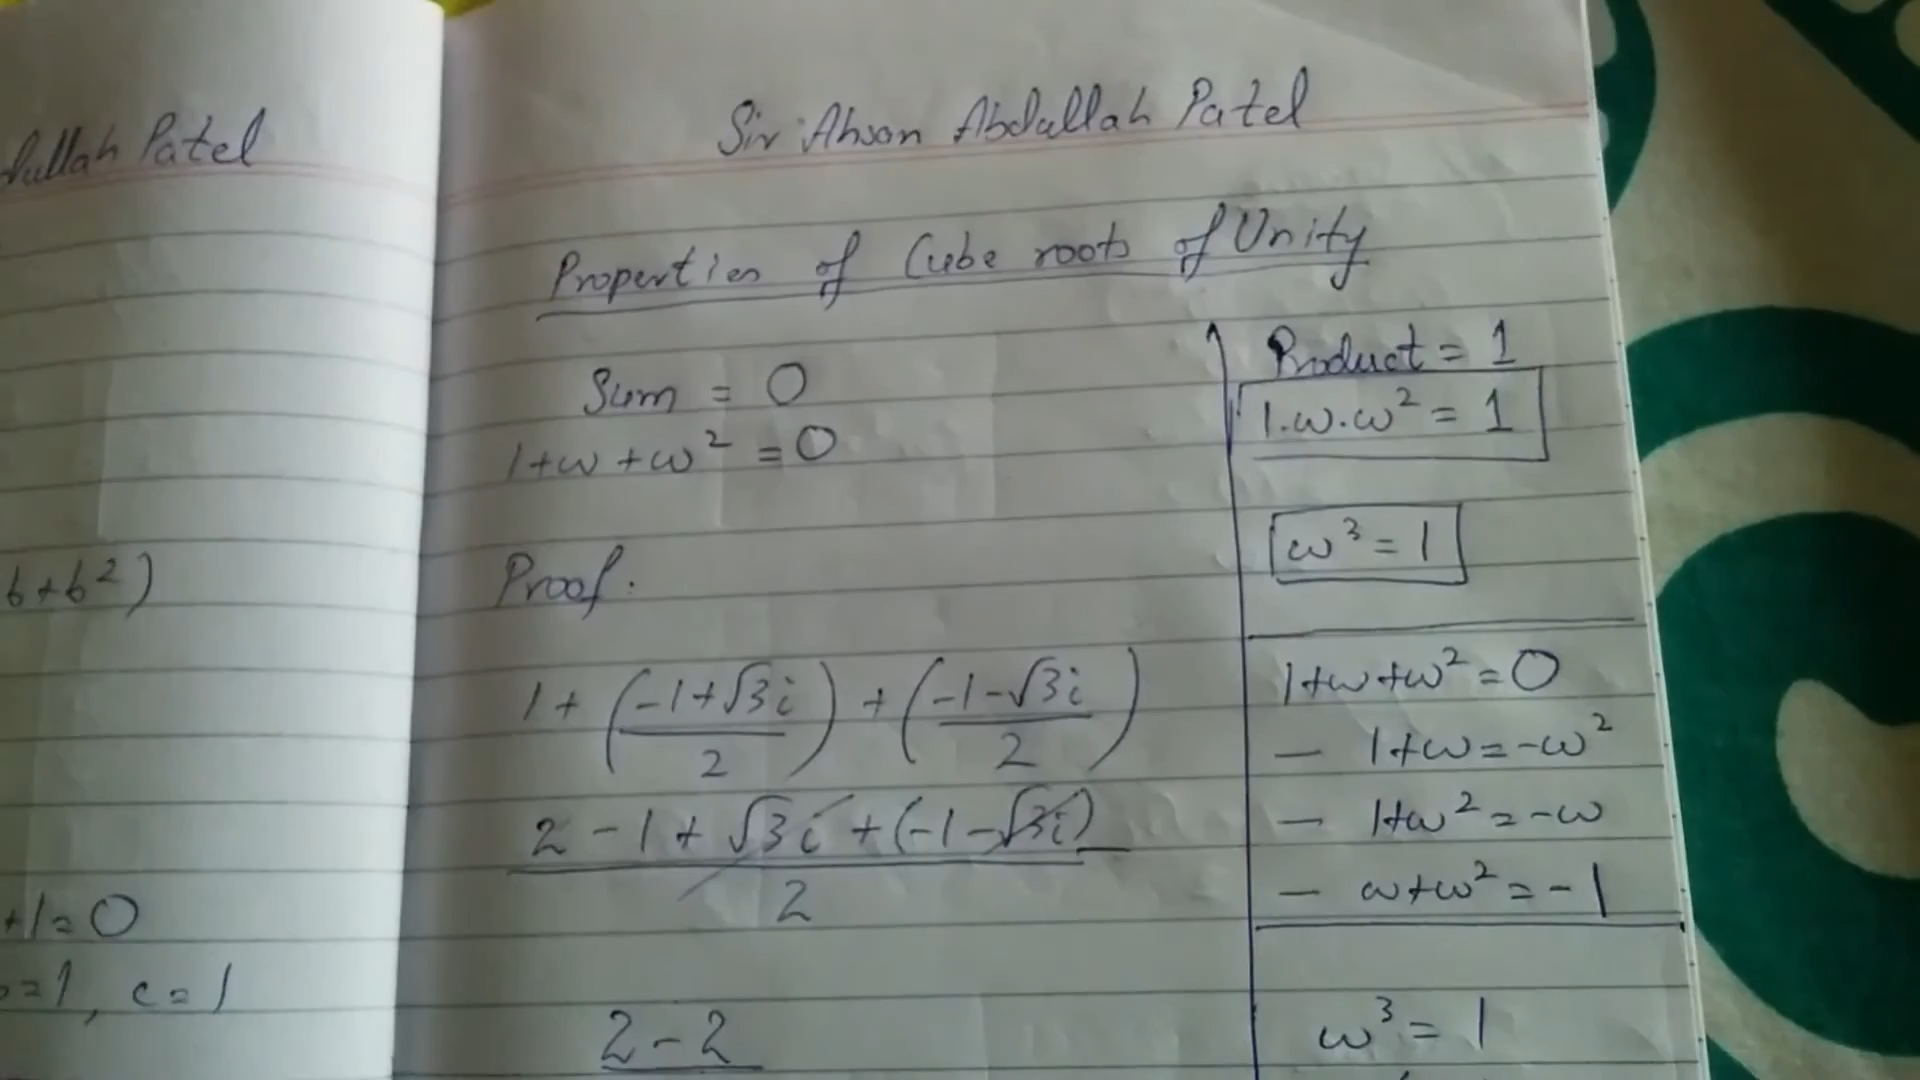 dullah Patel
b+b²)
+1=0
=1, c=1
Sir Ahson Abdullah Patel
Properties of Cube roots of Unity
Sum = 0
1+ω+ω² = 0
Proof:
1 + (-1+√3i / 2) + (-1-√3i / 2)
2 - 1 + √3i + (-1-√3i)
2
2 - 2
Product = 1
1.ω.ω² = 1
ω³ = 1
1+ω+ω² = 0
— 1+ω = -ω²
— 1+ω² = -ω
— ω+ω² = -1
ω³ = 1